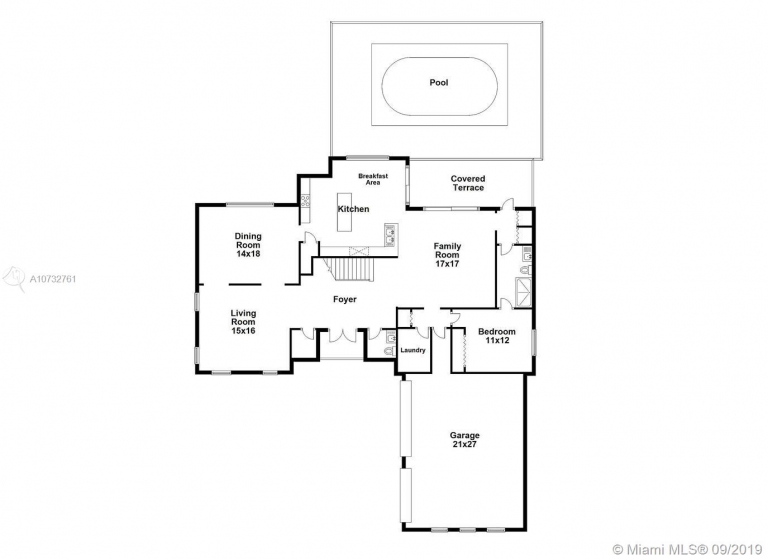 Pool
Breakfast
Area
Covered
Terrace
Kitchen
Dining
Room
14x18
Family
Room
17x17
A10732761
Foyer
Living
Room
15x16
Bedroom
11x12
Laundry
Garage
21x27
© Miami MLS® 09/2019